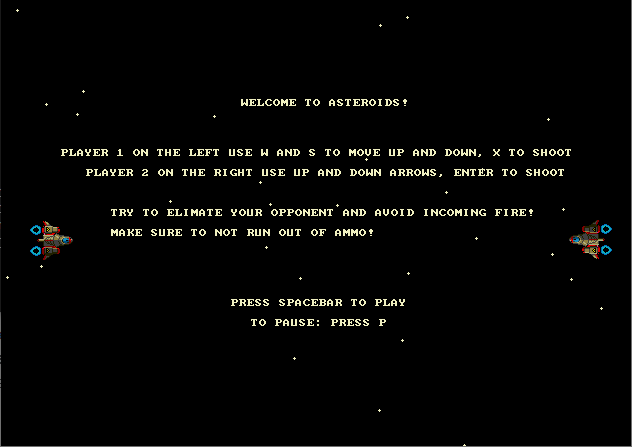 WELCOME TO ASTEROIDS!
PLAYER 1 ON THE LEFT USE W AND S TO MOVE UP AND DOWN, X TO SHOOT
PLAYER 2 ON THE RIGHT USE UP AND DOWN ARROWS, ENTER TO SHOOT
TRY TO ELIMATE YOUR OPPONENT AND AVOID INCOMING FIRE!
MAKE SURE TO NOT RUN OUT OF AMMO!
PRESS SPACEBAR TO PLAY
TO PAUSE: PRESS P